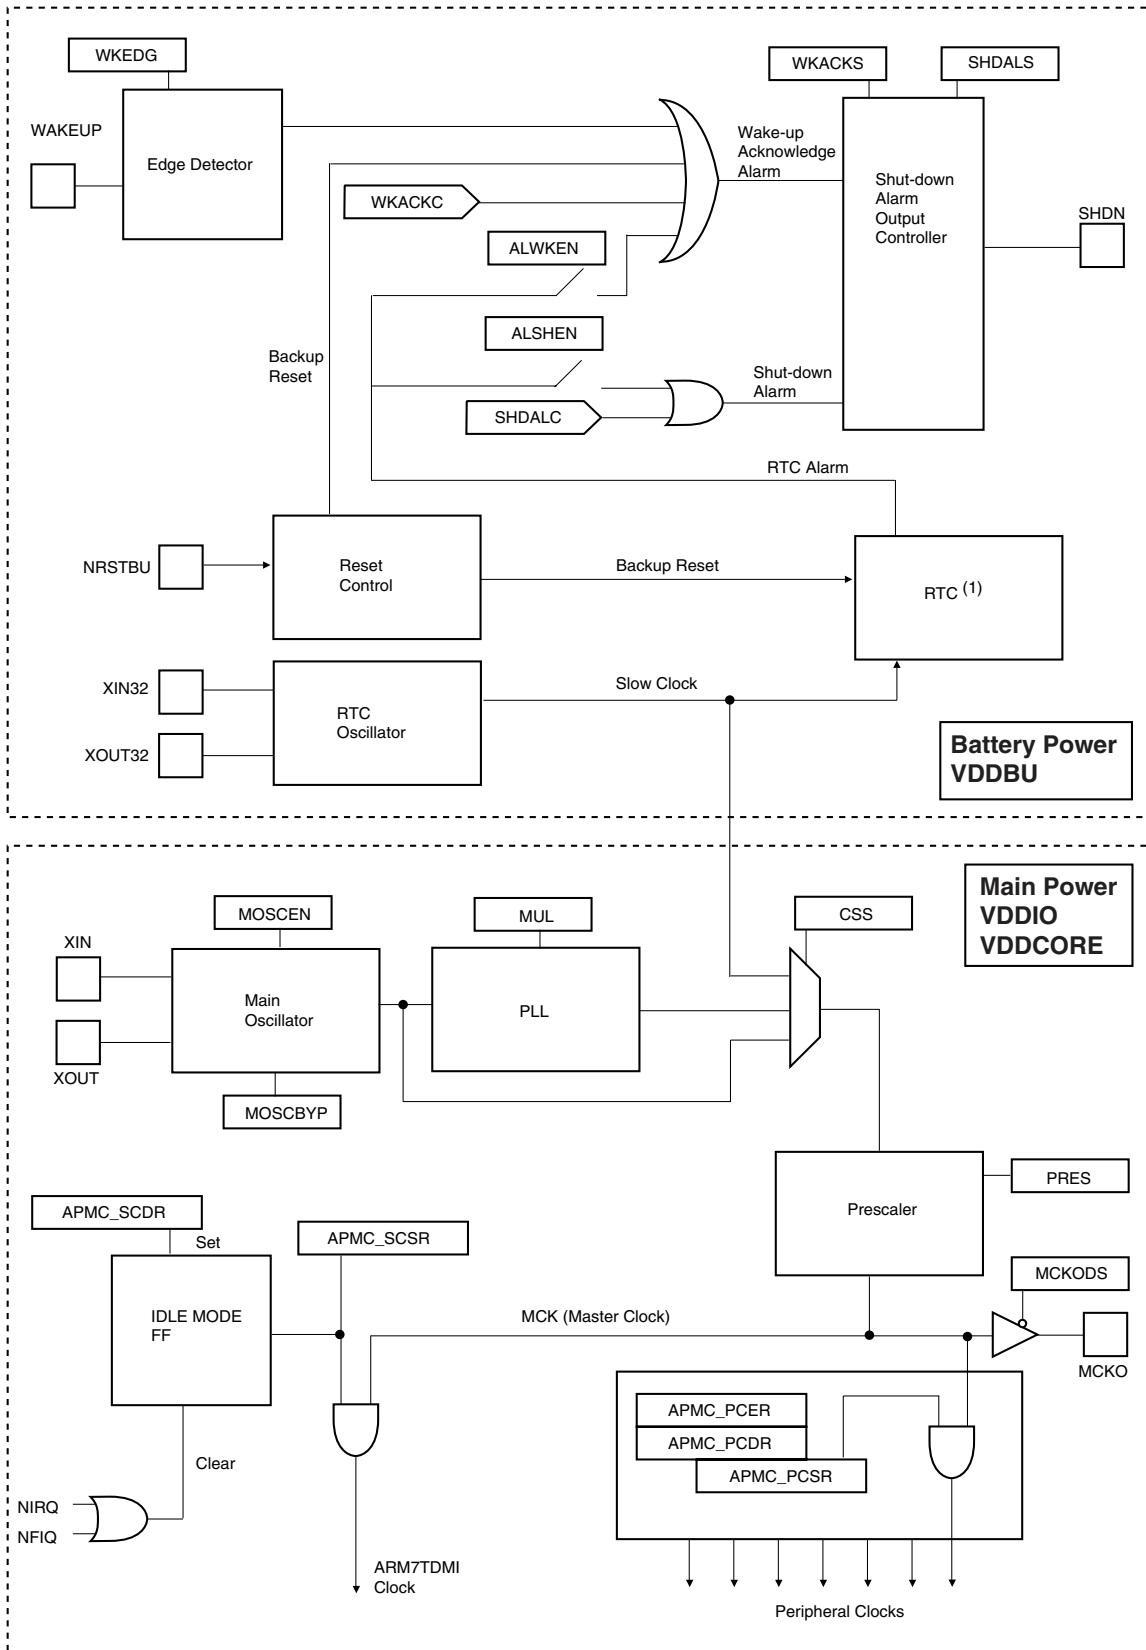 WKEDG
WKACKS
SHDALS
WAKEUP
Edge Detector
Wake-up
Acknowledge
Alarm
Shut-down
Alarm
Output
Controller
WKACKC
SHDN
ALWKEN
ALSHEN
Backup
Reset
Shut-down
Alarm
SHDALC
RTC Alarm
NRSTBU
Reset
Control
Backup Reset
RTC (1)
XIN32
Slow Clock
RTC
Oscillator
XOUT32
Battery Power
VDDBU
Main Power
VDDIO
VDDCORE
MOSCEN
MUL
CSS
XIN
Main
Oscillator
PLL
XOUT
MOSCBYP
Prescaler
PRES
APMC_SCDR
Set
APMC_SCSR
MCKODS
IDLE MODE
FF
MCK (Master Clock)
MCKO
APMC_PCER
APMC_PCDR
APMC_PCSR
Clear
NIRQ
NFIQ
ARM7TDMI
Clock
Peripheral Clocks